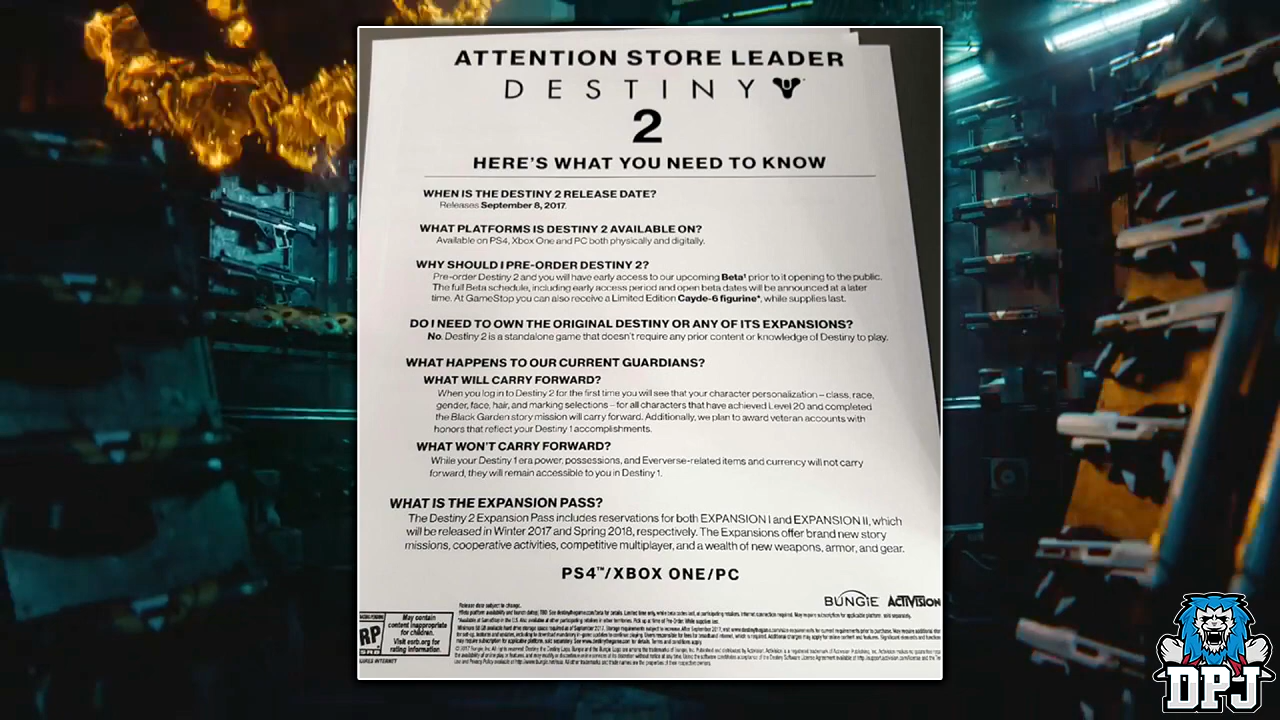 ATTENTION STORE LEADER
DESTINY
2
HERE'S WHAT YOU NEED TO KNOW
WHEN IS THE DESTINY 2 RELEASE DATE?
Releases September 8, 2017.
WHAT PLATFORMS IS DESTINY 2 AVAILABLE ON?
Available on PS4, Xbox One and PC both physically and digitally.
WHY SHOULD I PRE-ORDER DESTINY 2?
Pre-order Destiny 2 and you will have early access to our upcoming Beta¹ prior to it opening to the public.
The full Beta schedule, including early access period and open beta dates will be announced at a later
time. At GameStop you can also receive a Limited Edition Cayde-6 figurine*, while supplies last.
DO I NEED TO OWN THE ORIGINAL DESTINY OR ANY OF ITS EXPANSIONS?
No. Destiny 2 is a standalone game that doesn't require any prior content or knowledge of Destiny to play.
WHAT HAPPENS TO OUR CURRENT GUARDIANS?
WHAT WILL CARRY FORWARD?
When you log in to Destiny 2 for the first time you will see that your character personalization – class, race,
gender, face, hair, and marking selections – for all characters that have achieved Level 20 and completed
the Black Garden story mission will carry forward. Additionally, we plan to award veteran accounts with
honors that reflect your Destiny 1 accomplishments.
WHAT WON'T CARRY FORWARD?
While your Destiny 1 era power, possessions, and Eververse-related items and currency will not carry
forward, they will remain accessible to you in Destiny 1.
WHAT IS THE EXPANSION PASS?
The Destiny 2 Expansion Pass includes reservations for both EXPANSION I and EXPANSION II, which
will be released in Winter 2017 and Spring 2018, respectively. The Expansions offer brand new story
missions, cooperative activities, competitive multiplayer, and a wealth of new weapons, armor, and gear.
PS4™/XBOX ONE/PC
BUNGIE ACTIVISION
RP
May contain
content inappropriate
for children.
Visit esrb.org for
rating information.
Release date subject to change.
DPJ